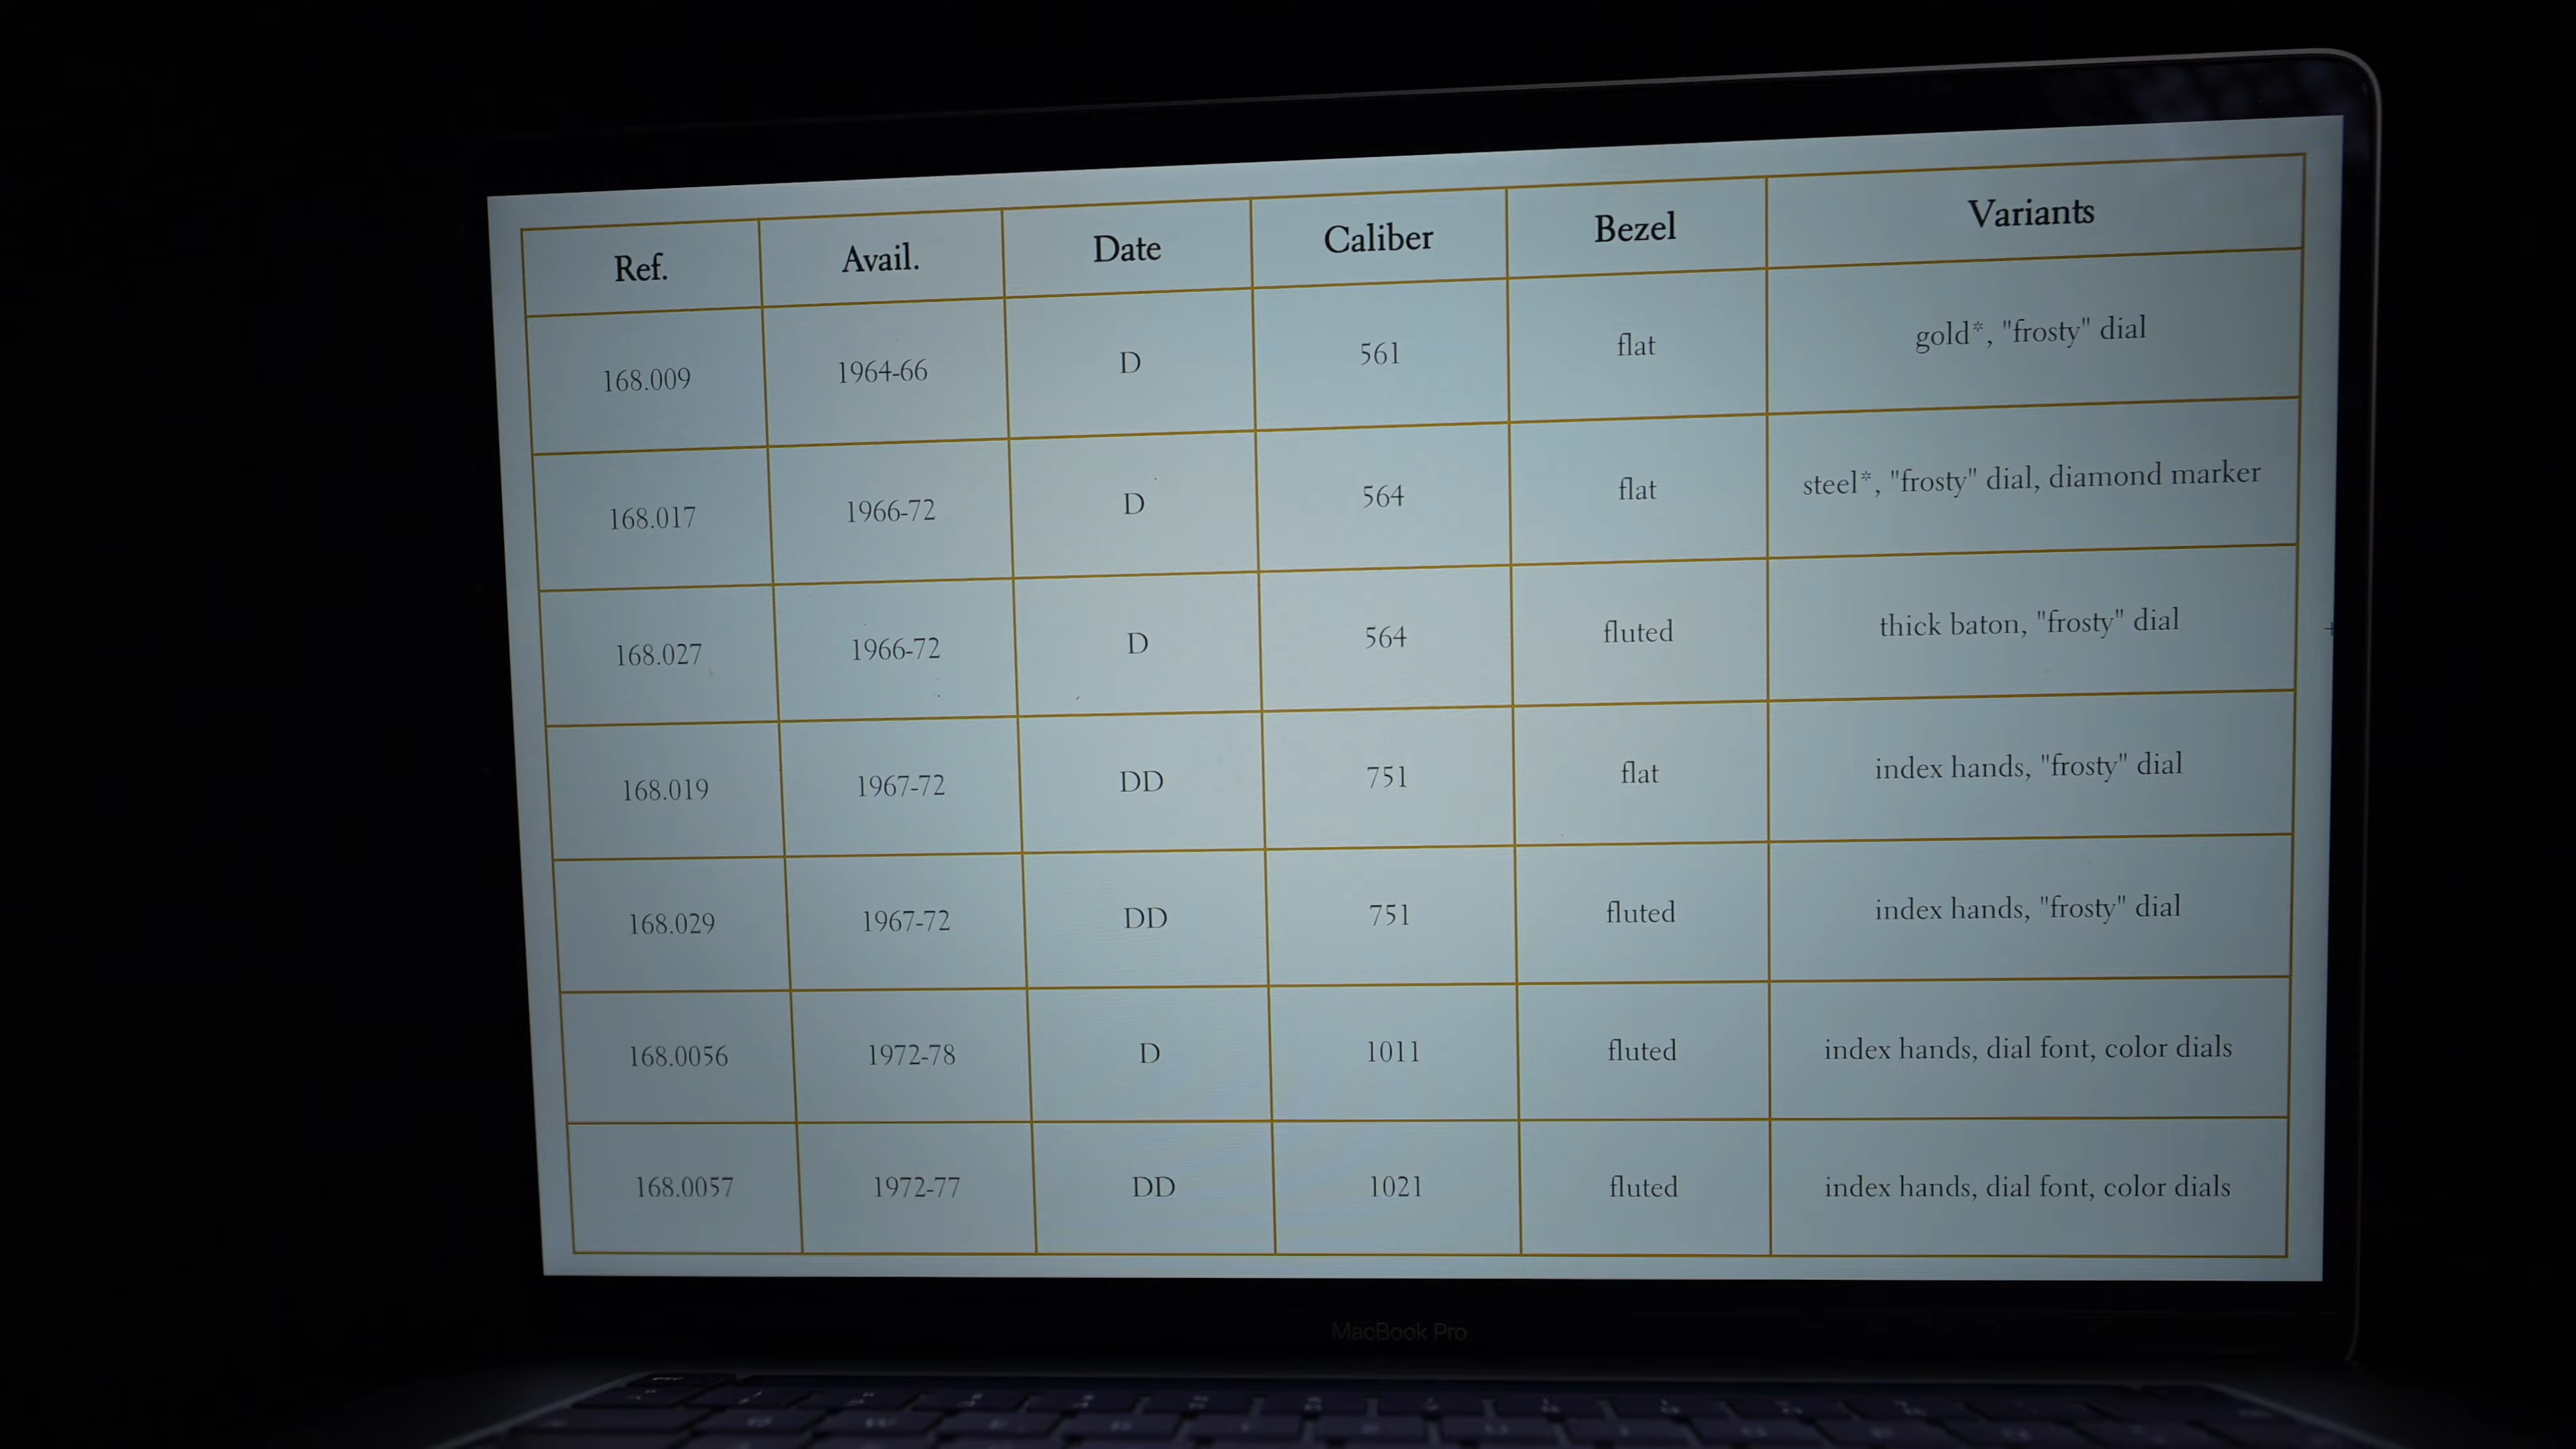 Ref. Avail. Date Caliber Bezel Variants
168.009 1964-66 D 561 flat gold*, "frosty" dial
168.017 1966-72 D 564 flat steel*, "frosty" dial, diamond marker
168.027 1966-72 D 564 fluted thick baton, "frosty" dial
168.019 1967-72 DD 751 flat index hands, "frosty" dial
168.029 1967-72 DD 751 fluted index hands, "frosty" dial
168.0056 1972-78 D 1011 fluted index hands, dial font, color dials
168.0057 1972-77 DD 1021 fluted index hands, dial font, color dials
MacBook Pro